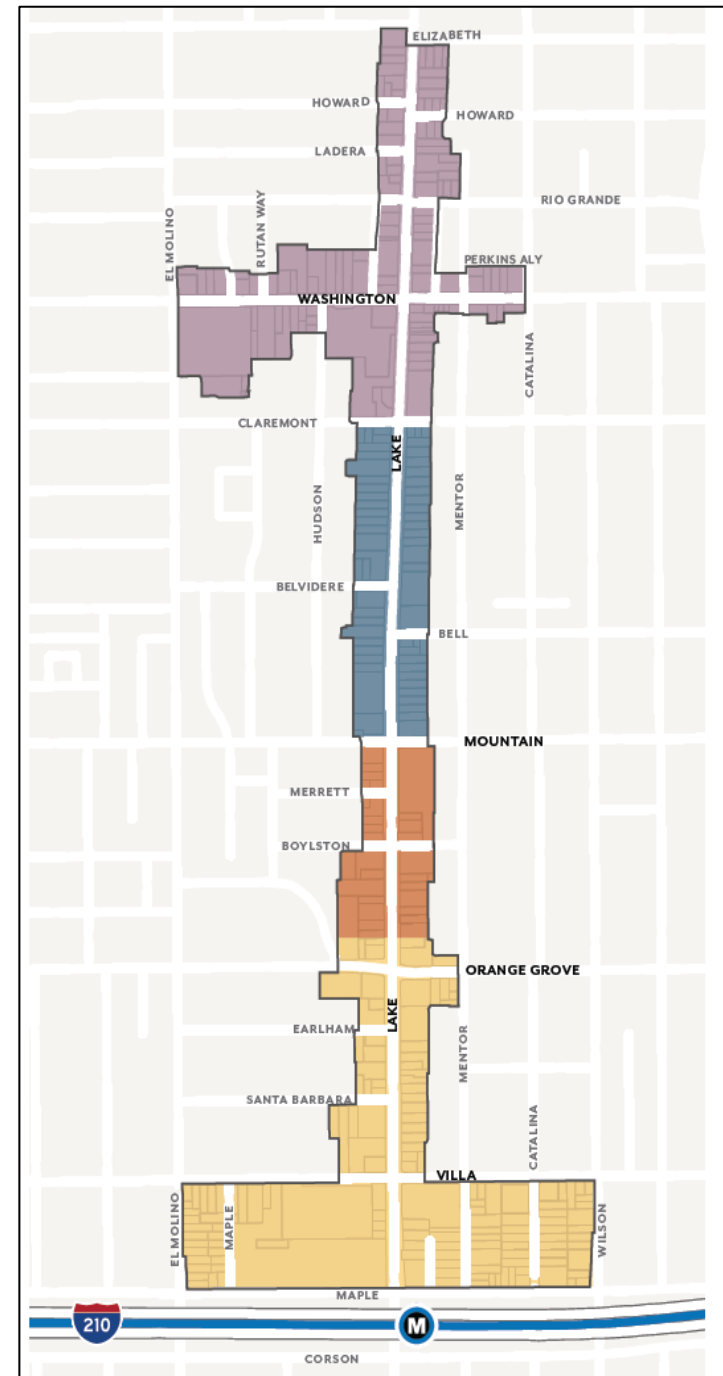 ELIZABETH
HOWARD
HOWARD
LADERA
EL MOLINO
RUTAN WAY
RIO GRANDE
PERKINS ALY
WASHINGTON
CATALINA
CLAREMONT
LAKE
HUDSON
MENTOR
BELVIDERE
BELL
MOUNTAIN
MERRETT
BOYLSTON
ORANGE GROVE
LAKE
EARLHAM
MENTOR
SANTA BARBARA
CATALINA
VILLA
EL MOLINO
MAPLE
WILSON
MAPLE
210
M
CORSON